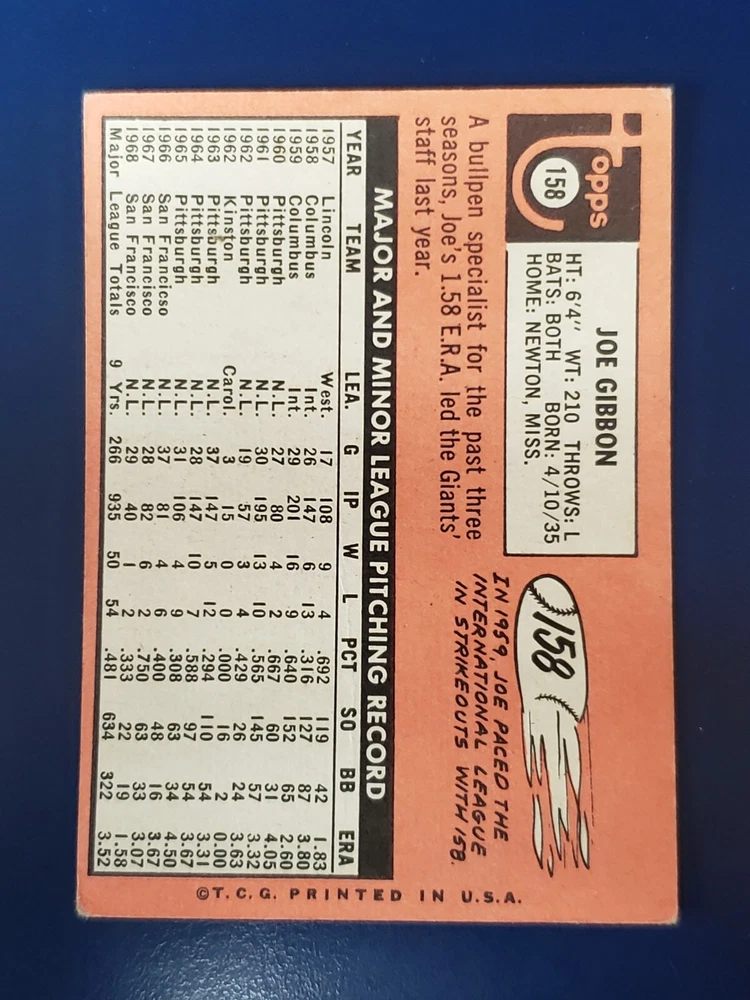 Topps
158
JOE GIBBON
HT: 6'4" WT: 210 THROWS: L
BATS: BOTH BORN: 4/10/35
HOME: NEWTON, MISS.
158
A bullpen specialist for the past three
seasons, Joe's 1.58 E.R.A. led the Giants'
staff last year.
IN 1959, JOE PACED THE
INTERNATIONAL LEAGUE
IN STRIKEOUTS WITH 158.
MAJOR AND MINOR LEAGUE PITCHING RECORD
YEAR TEAM LEA. G IP W L PCT SO BB ERA
1957 Lincoln West. 17 108 9 4 .692 119 42 1.83
1958 Columbus Int. 26 147 6 13 .316 127 87 3.80
1959 Columbus Int. 29 201 16 9 .640 152 65 2.60
1960 Pittsburgh N.L. 27 80 4 2 .667 60 31 4.05
1961 Pittsburgh N.L. 30 195 13 10 .565 145 57 3.32
1962 Pittsburgh N.L. 19 57 3 4 .429 26 24 3.63
1962 Kinston Carol. 3 15 0 0 .000 16 2 0.00
1963 Pittsburgh N.L. 37 147 5 12 .294 110 54 3.31
1964 Pittsburgh N.L. 28 147 10 7 .588 97 54 3.67
1965 Pittsburgh N.L. 31 106 4 9 .308 63 34 4.50
1966 San Francicso N.L. 37 81 4 6 .400 48 16 3.67
1967 San Francisco N.L. 28 82 6 2 .750 63 33 3.07
1968 San Francisco N.L. 29 40 1 2 .333 22 19 1.58
Major League Totals 9 Yrs. 266 935 50 54 .481 634 322 3.52
©T.C.G. PRINTED IN U.S.A.